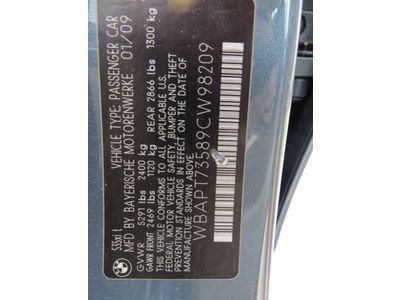 535xi t VEHICLE TYPE: PASSENGER CAR
MFD BY BAYERISCHE MOTORENWERKE 01/09
GVWR 5291 lbs 2400 kg
GAWR FRONT 2469 lbs 1120 kg REAR 2866 lbs 1300 kg
THIS VEHICLE CONFORMS TO ALL APPLICABLE
FEDERAL MOTOR VEHICLE SAFETY, BUMPER AND THEFT
PREVENTION STANDARDS IN EFFECT
ON THE DATE OF MANUFACTURE SHOWN ABOVE.
WBAPT73589CW98209